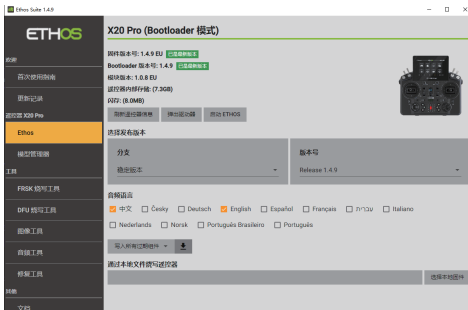 Ethos Suite 1.4.9
ETHOS
欢迎
首次使用指南
更新记录
遥控器 X20 Pro
Ethos
模型管理器
工具
FRSK 烧写工具
DFU 烧写工具
图像工具
音频工具
修复工具
其他
文档
X20 Pro (Bootloader 模式)
固件版本号: 1.4.9 EU 已是最新版本
Bootloader 版本号: 1.4.9 已是最新版本
模块版本: 1.0.8 EU
遥控器内部存储: (7.3GB)
闪存: (8.0MB)
刷新遥控器信息 弹出驱动器 启动 ETHOS
选择发布版本
分支 版本号
稳定版本 Release 1.4.9
音频语言
中文 Česky Deutsch English Español Français עברית Italiano
Nederlands Norsk Português Brasileiro Português
写入所有过期组件
通过本地文件烧写遥控器
选择本地固件